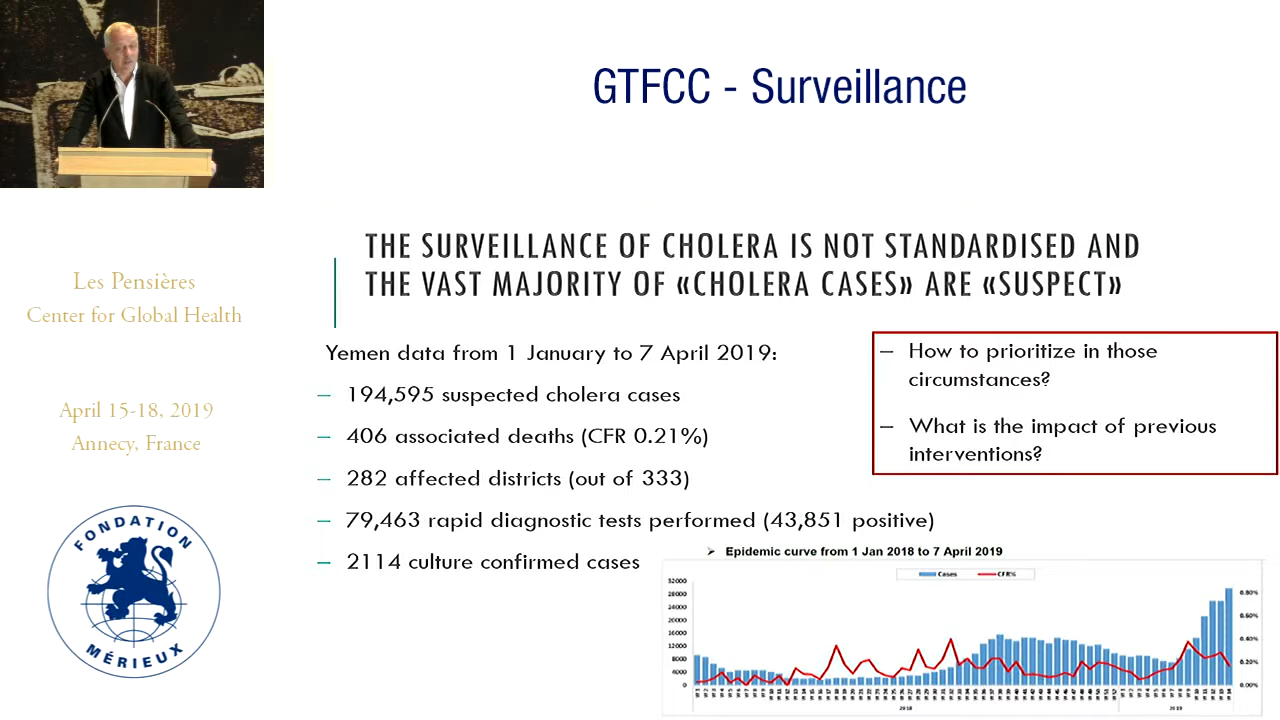 GTFCC - Surveillance
THE SURVEILLANCE OF CHOLERA IS NOT STANDARDISED AND
THE VAST MAJORITY OF «CHOLERA CASES» ARE «SUSPECT»
Les Pensières
Center for Global Health
April 15-18, 2019
Annecy, France
FONDATION
MÉRIEUX
Yemen data from 1 January to 7 April 2019:
– 194,595 suspected cholera cases
– 406 associated deaths (CFR 0.21%)
– 282 affected districts (out of 333)
– 79,463 rapid diagnostic tests performed (43,851 positive)
– 2114 culture confirmed cases
– How to prioritize in those
circumstances?
– What is the impact of previous
interventions?
➢ Epidemic curve from 1 Jan 2018 to 7 April 2019
Cases CFR%
32000
28000
24000
20000
16000
12000
8000
4000
0
0.80%
0.60%
0.40%
0.20%
0.00%
2018
2019